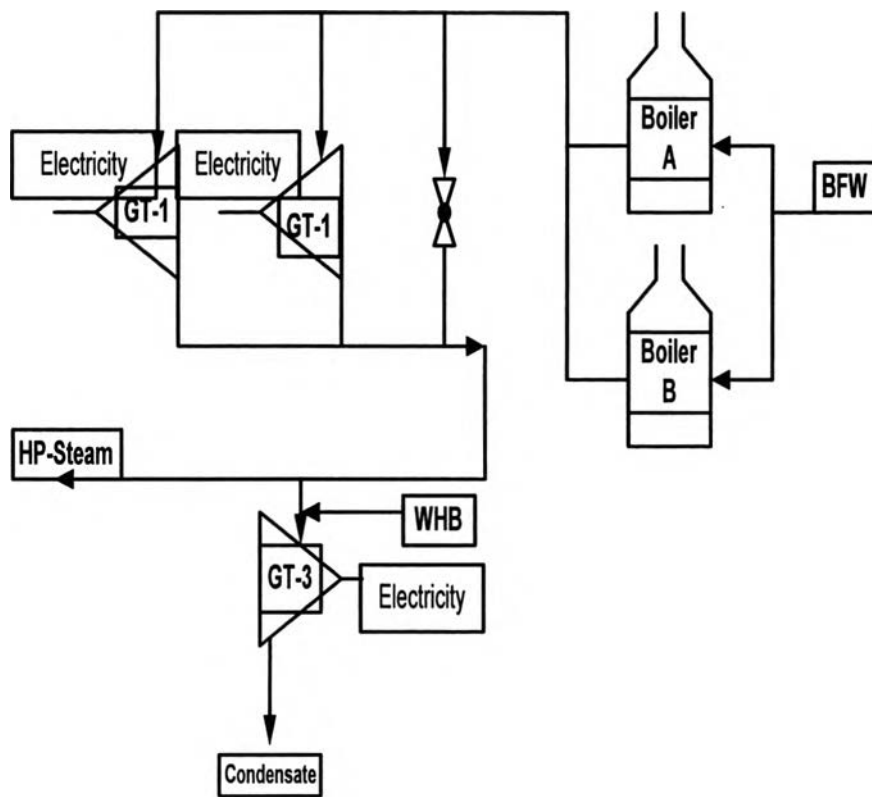 Electricity
Electricity
GT-1
GT-1
Boiler
A
BFW
Boiler
B
HP-Steam
WHB
GT-3
Electricity
Condensate